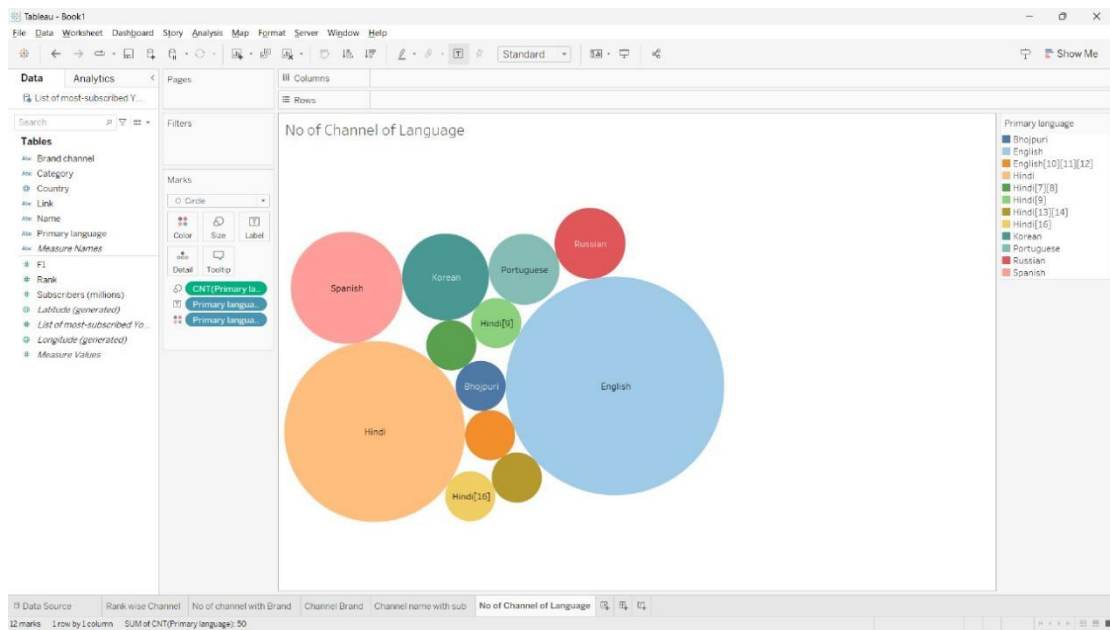 Tableau - Book1
File Data Worksheet Dashboard Story Analysis Map Format Server Window Help
Standard
Show Me
Data Analytics
Pages
Columns
List of most-subscribed Y...
Rows
Search
Filters
No of Channel of Language
Primary language
Tables
Abc Brand channel
Abc Category
Country
Abc Link
Abc Name
Abc Primary language
Abc Measure Names
# F1
# Rank
# Subscribers (millions)
Latitude (generated)
# List of most-subscribed Yo...
Longitude (generated)
# Measure Values
Marks
Circle
Color Size Label
Detail Tooltip
CNT(Primary la..
Primary langua..
Primary langua..
Russian
Korean
Portuguese
Spanish
Hindi[9]
Bhojpuri
English
Hindi
Hindi[16]
Bhojpuri
English
English[10][11][12]
Hindi
Hindi[7][8]
Hindi[9]
Hindi[13][14]
Hindi[16]
Korean
Portuguese
Russian
Spanish
Data Source Rank wise Channel No of channel with Brand Channel Brand Channel name with sub No of Channel of Language
12 marks 1 row by 1 column SUM of CNT(Primary language): 50